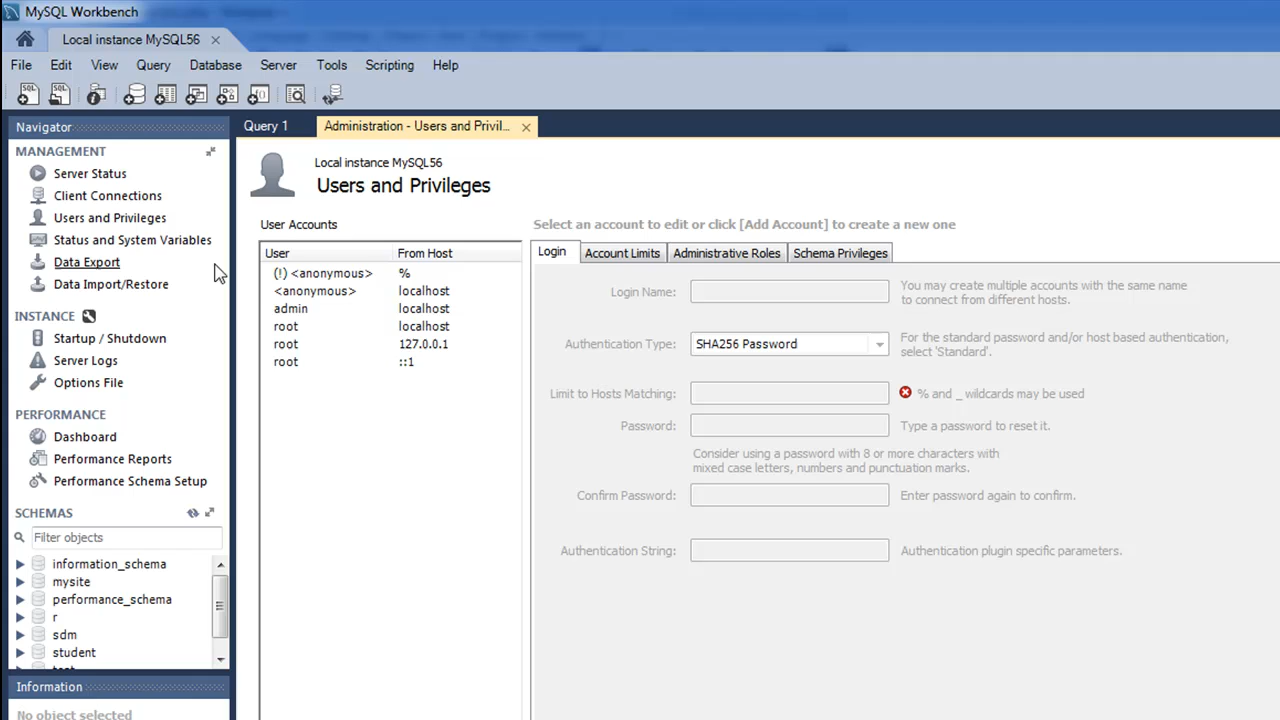 MySQL Workbench
Local instance MySQL56
File Edit View Query Database Server Tools Scripting Help
Navigator
MANAGEMENT
Server Status
Client Connections
Users and Privileges
Status and System Variables
Data Export
Data Import/Restore
INSTANCE
Startup / Shutdown
Server Logs
Options File
PERFORMANCE
Dashboard
Performance Reports
Performance Schema Setup
SCHEMAS
Filter objects
information_schema
mysite
performance_schema
r
sdm
student
Information
No object selected
Query 1
Administration - Users and Privil...
Local instance MySQL56
Users and Privileges
User Accounts
User From Host
(!) <anonymous> %
<anonymous> localhost
admin localhost
root localhost
root 127.0.0.1
root ::1
Select an account to edit or click [Add Account] to create a new one
Login Account Limits Administrative Roles Schema Privileges
Login Name:
You may create multiple accounts with the same name
to connect from different hosts.
Authentication Type: SHA256 Password
For the standard password and/or host based authentication,
select 'Standard'.
Limit to Hosts Matching: % and _ wildcards may be used
Password: Type a password to reset it.
Consider using a password with 8 or more characters with
mixed case letters, numbers and punctuation marks.
Confirm Password: Enter password again to confirm.
Authentication String: Authentication plugin specific parameters.